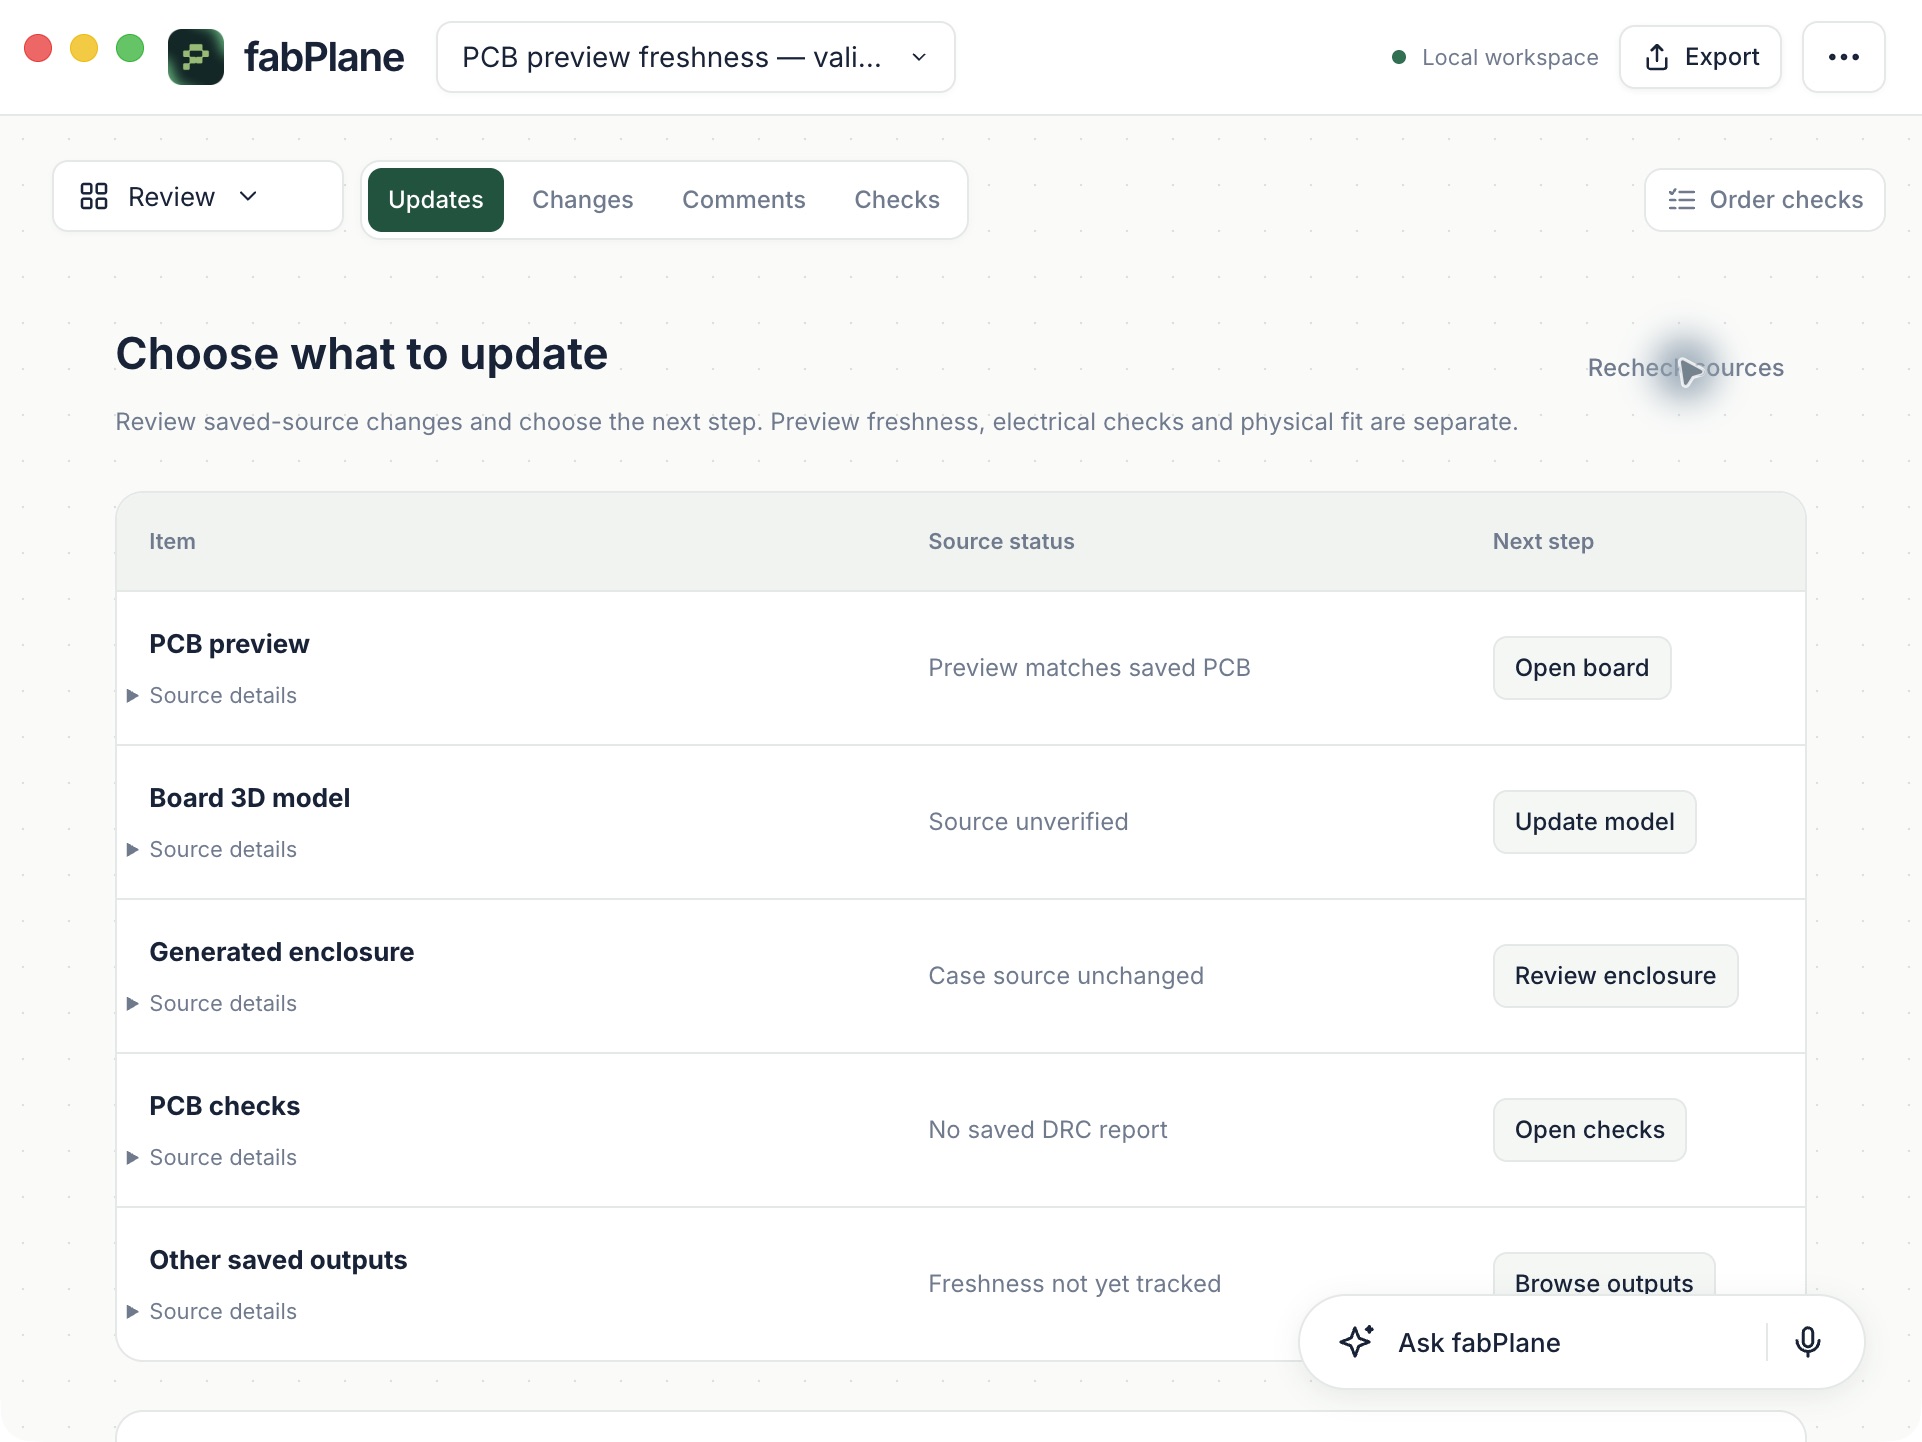 fabPlane
PCB preview freshness — vali...
Local workspace
Export
Review
Updates
Changes
Comments
Checks
Order checks
Choose what to update
Recheck sources
Review saved-source changes and choose the next step. Preview freshness, electrical checks and physical fit are separate.
Item
Source status
Next step
PCB preview
Source details
Preview matches saved PCB
Open board
Board 3D model
Source details
Source unverified
Update model
Generated enclosure
Source details
Case source unchanged
Review enclosure
PCB checks
Source details
No saved DRC report
Open checks
Other saved outputs
Source details
Freshness not yet tracked
Browse outputs
Ask fabPlane